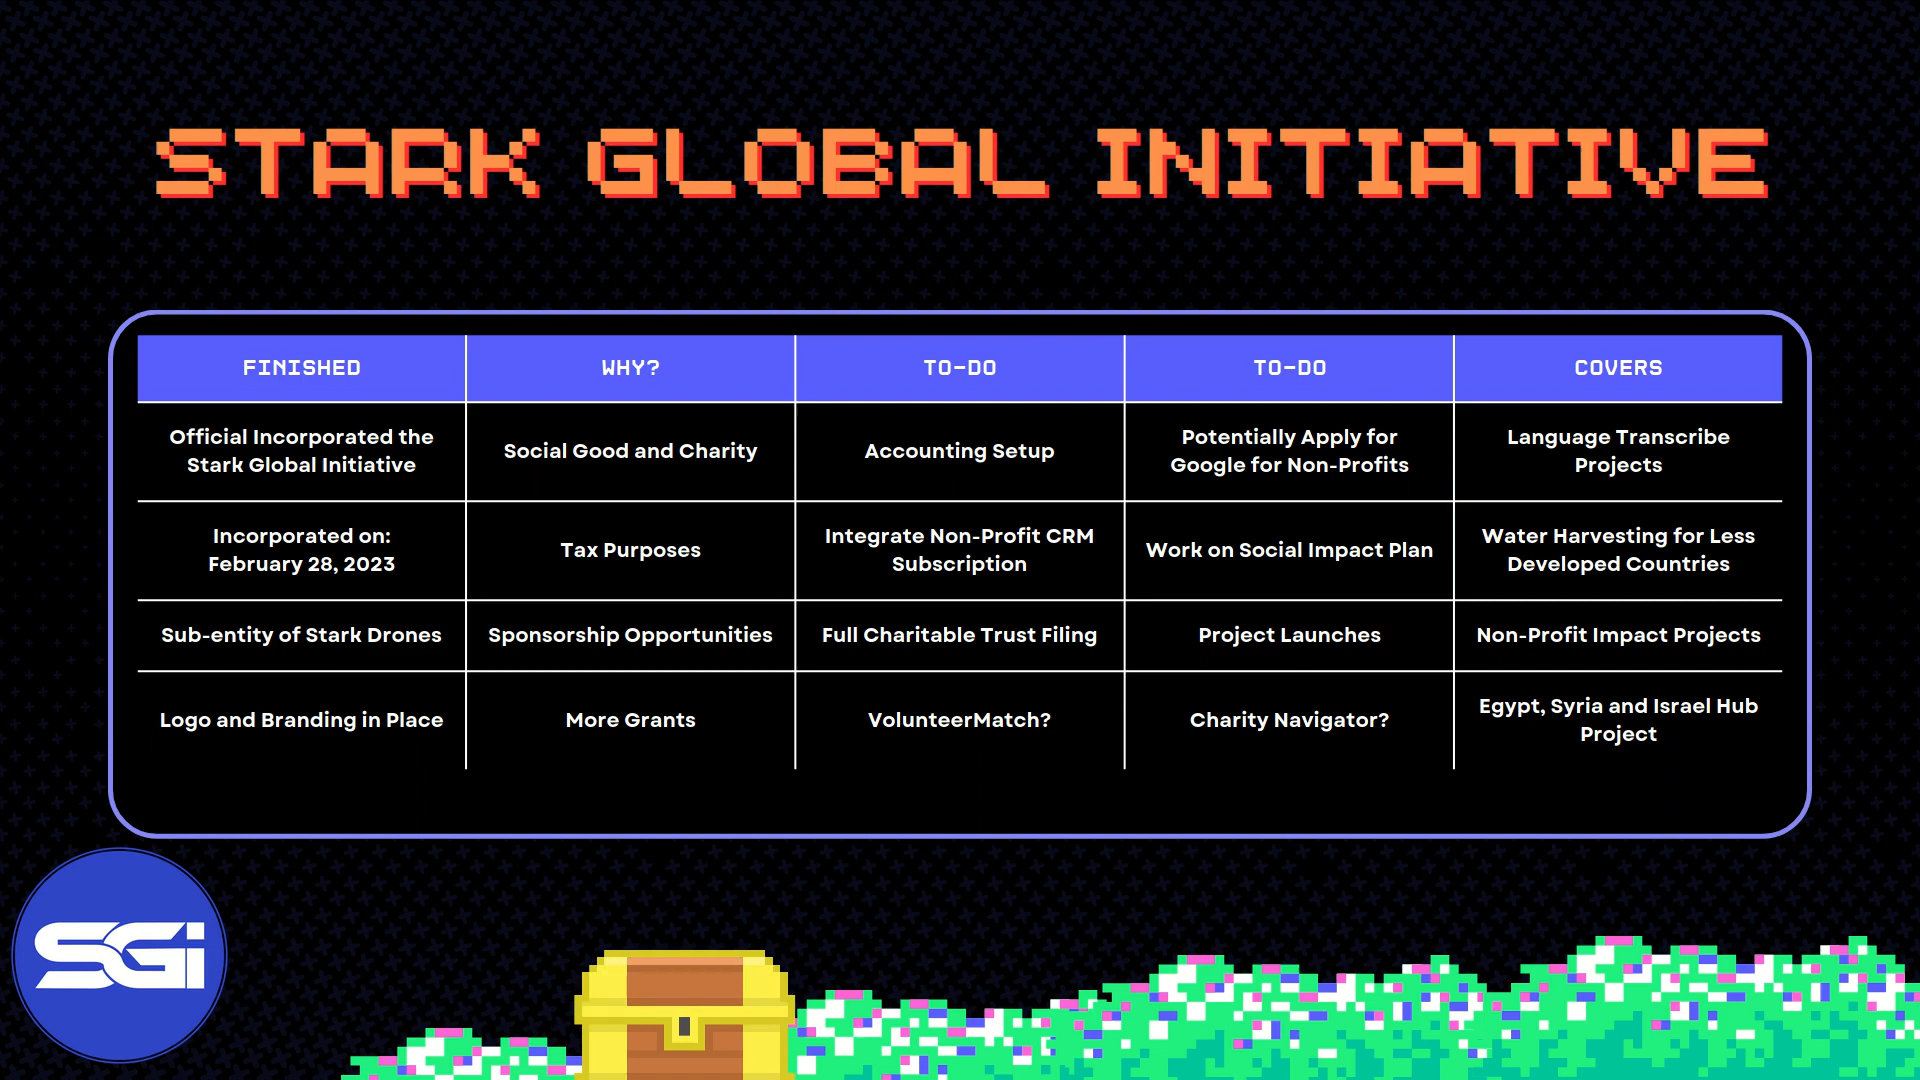 STARK GLOBAL INITIATIVE
FINISHED
WHY?
TO-DO
TO-DO
COVERS
Official Incorporated the
Stark Global Initiative
Social Good and Charity
Accounting Setup
Potentially Apply for
Google for Non-Profits
Language Transcribe
Projects
Incorporated on:
February 28, 2023
Tax Purposes
Integrate Non-Profit CRM
Subscription
Work on Social Impact Plan
Water Harvesting for Less
Developed Countries
Sub-entity of Stark Drones
Sponsorship Opportunities
Full Charitable Trust Filing
Project Launches
Non-Profit Impact Projects
Logo and Branding in Place
More Grants
VolunteerMatch?
Charity Navigator?
Egypt, Syria and Israel Hub
Project
SGi